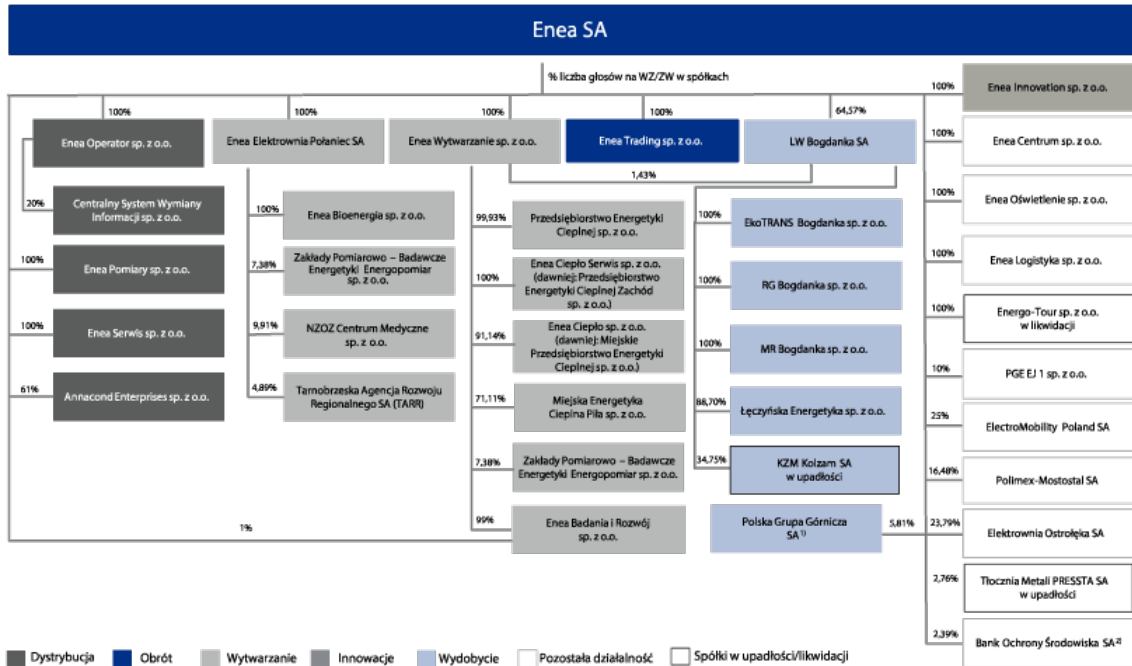 Enea SA
% liczba głosów na WZ/ZW w spółkach
100%
Enea Operator sp. z o.o.
20%
Centralny System Wymiany
Informacji sp. z o.o.
100%
Enea Pomiary sp. z o.o.
100%
Enea Serwis sp. z o.o.
61%
Annacond Enterprises sp. z o.o.
100%
Enea Elektrownia Połaniec SA
100%
Enea Bioenergia sp. z o.o.
7,38%
Zakłady Pomiarowo – Badawcze
Energetyki Energopomiar
sp. z o.o.
9,91%
NZOZ Centrum Medyczne
sp. z o.o.
4,89%
Tarnobrzeska Agencja Rozwoju
Regionalnego SA (TARR)
100%
Enea Wytwarzanie sp. z o.o.
99,93%
Przedsiębiorstwo Energetyki
Cieplnej sp. z o.o.
100%
Enea Ciepło Serwis sp. z o.o.
(dawniej: Przedsiębiorstwo
Energetyki Cieplnej Zachód
sp. z o.o.)
91,14%
Enea Ciepło sp. z o.o.
(dawniej: Miejskie
Przedsiębiorstwo Energetyki
Cieplnej sp. z o.o.)
71,11%
Miejska Energetyka
Cieplna Piła sp. z o.o.
7,38%
Zakłady Pomiarowo – Badawcze
Energetyki Energopomiar sp. z o.o.
99%
Enea Badania i Rozwój
sp. z o.o.
1%
100%
Enea Trading sp. z o.o.
64,57%
LW Bogdanka SA
1,43%
100%
EkoTRANS Bogdanka sp. z o.o.
100%
RG Bogdanka sp. z o.o.
100%
MR Bogdanka sp. z o.o.
88,70%
Łęczyńska Energetyka sp. z o.o.
34,75%
KZM Kolzam SA
w upadłości
Polska Grupa Górnicza
SA¹⁾
5,81%
100%
Enea Innovation sp. z o.o.
100%
Enea Centrum sp. z o.o.
100%
Enea Oświetlenie sp. z o.o.
100%
Enea Logistyka sp. z o.o.
100%
Energo-Tour sp. z o.o.
w likwidacji
10%
PGE EJ 1 sp. z o.o.
25%
ElectroMobility Poland SA
16,48%
Polimex-Mostostal SA
23,79%
Elektrownia Ostrołęka SA
2,76%
Tłocznia Metali PRESSTA SA
w upadłości
2,39%
Bank Ochrony Środowiska SA²⁾
Dystrybucja
Obrót
Wytwarzanie
Innowacje
Wydobycie
Pozostała działalność
Spółki w upadłości/likwidacji